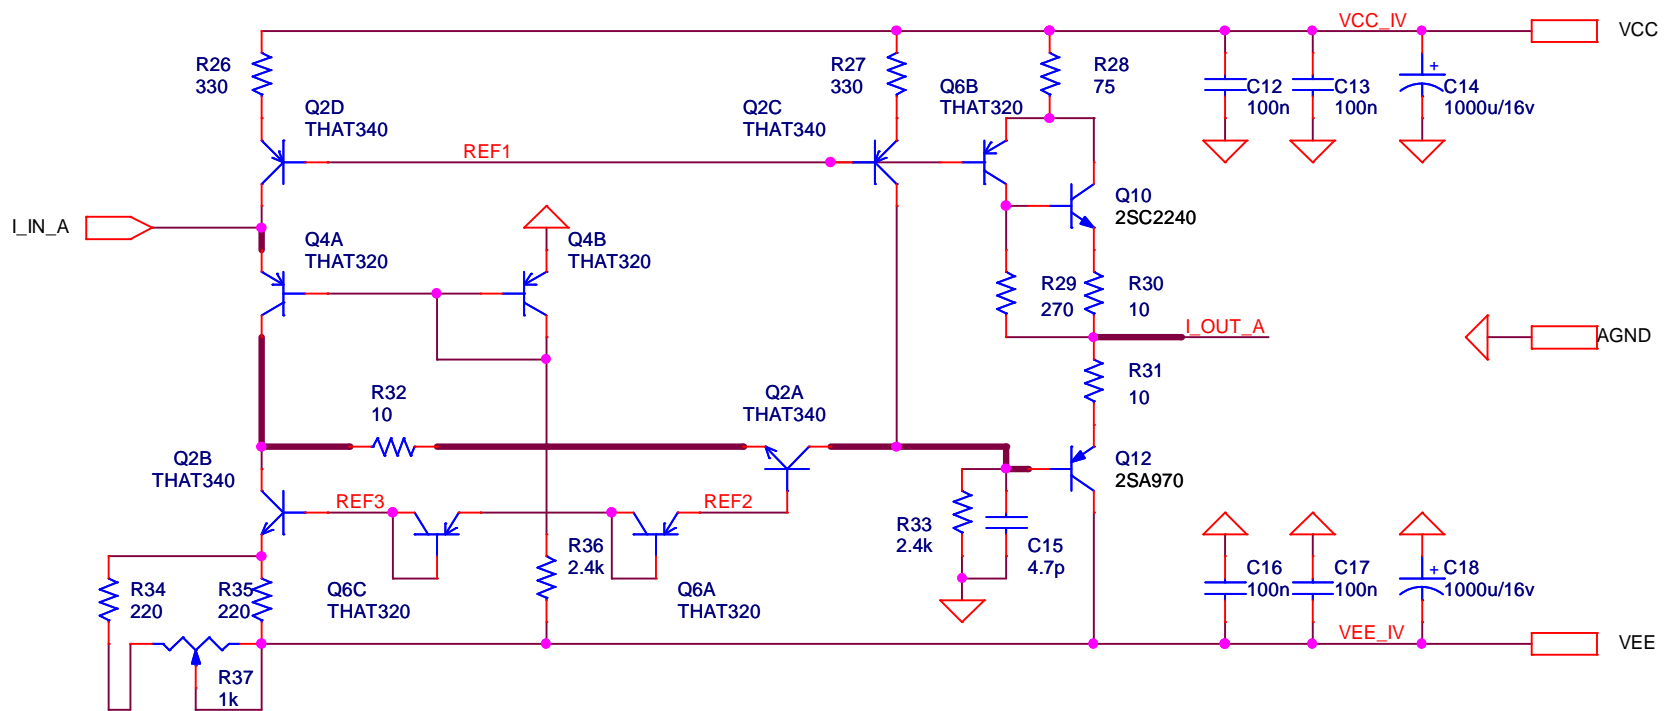 VCC_IV
VCC
R26
330
R27
330
Q6B
THAT320
R28
75
C12
100n
C13
100n
+
C14
1000u/16v
Q2D
THAT340
Q2C
THAT340
REF1
Q10
2SC2240
I_IN_A
Q4A
THAT320
Q4B
THAT320
R29
270
R30
10
I_OUT_A
AGND
R31
10
R32
10
Q2A
THAT340
Q2B
THAT340
Q12
2SA970
REF3
REF2
R33
2.4k
C15
4.7p
R36
2.4k
R34
220
R35
220
Q6C
THAT320
Q6A
THAT320
C16
100n
C17
100n
+
C18
1000u/16v
VEE_IV
VEE
R37
1k